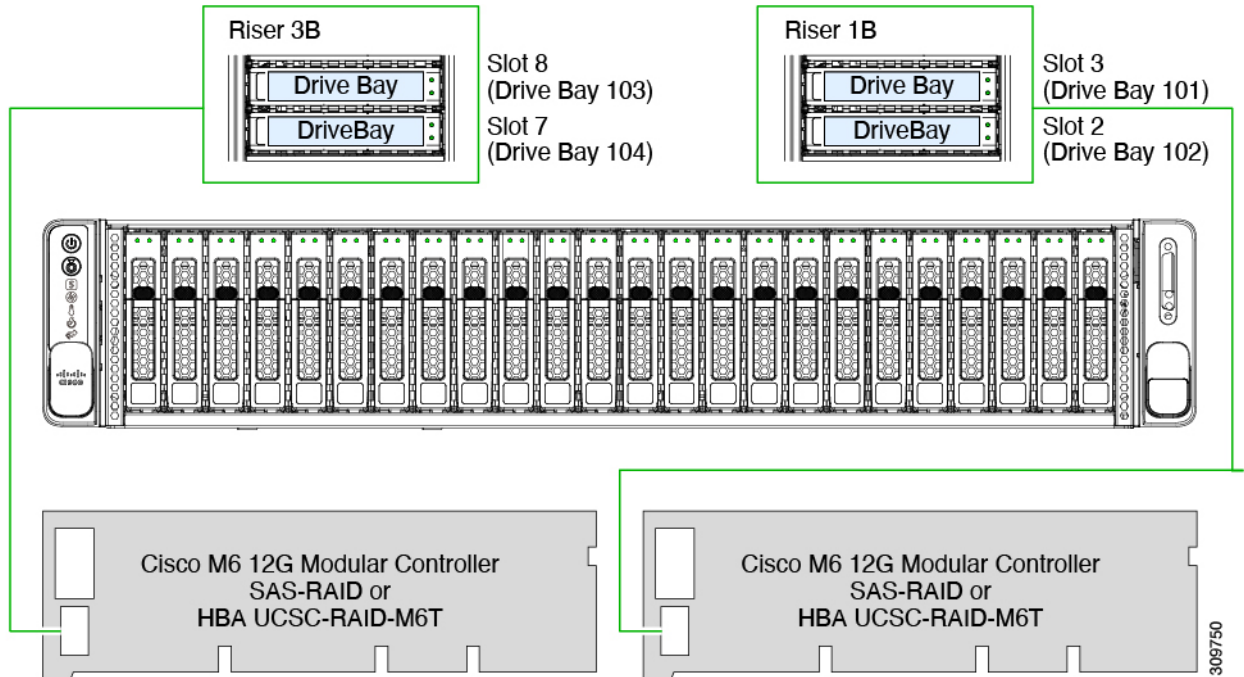 Riser 3B
Drive Bay
DriveBay
Slot 8
(Drive Bay 103)
Slot 7
(Drive Bay 104)
Riser 1B
Drive Bay
DriveBay
Slot 3
(Drive Bay 101)
Slot 2
(Drive Bay 102)
CISCO
Cisco M6 12G Modular Controller
SAS-RAID or
HBA UCSC-RAID-M6T
Cisco M6 12G Modular Controller
SAS-RAID or
HBA UCSC-RAID-M6T
309750